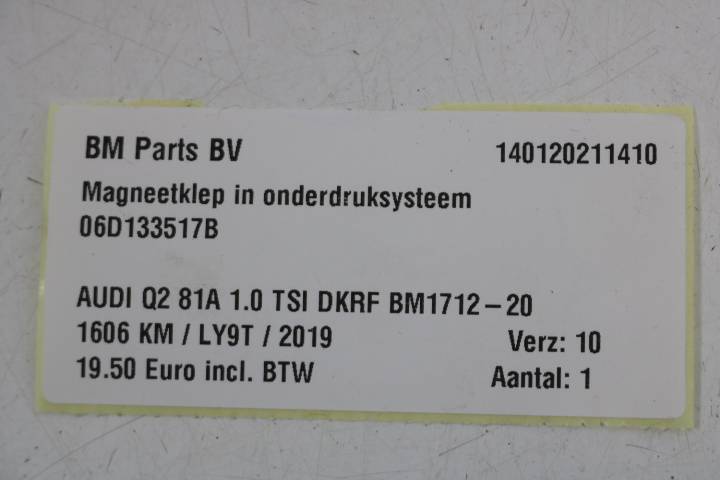 BM Parts BV 140120211410
Magneetklep in onderdruksysteem
06D133517B
AUDI Q2 81A 1.0 TSI DKRF BM1712-20
1606 KM / LY9T / 2019 Verz: 10
19.50 Euro incl. BTW Aantal: 1